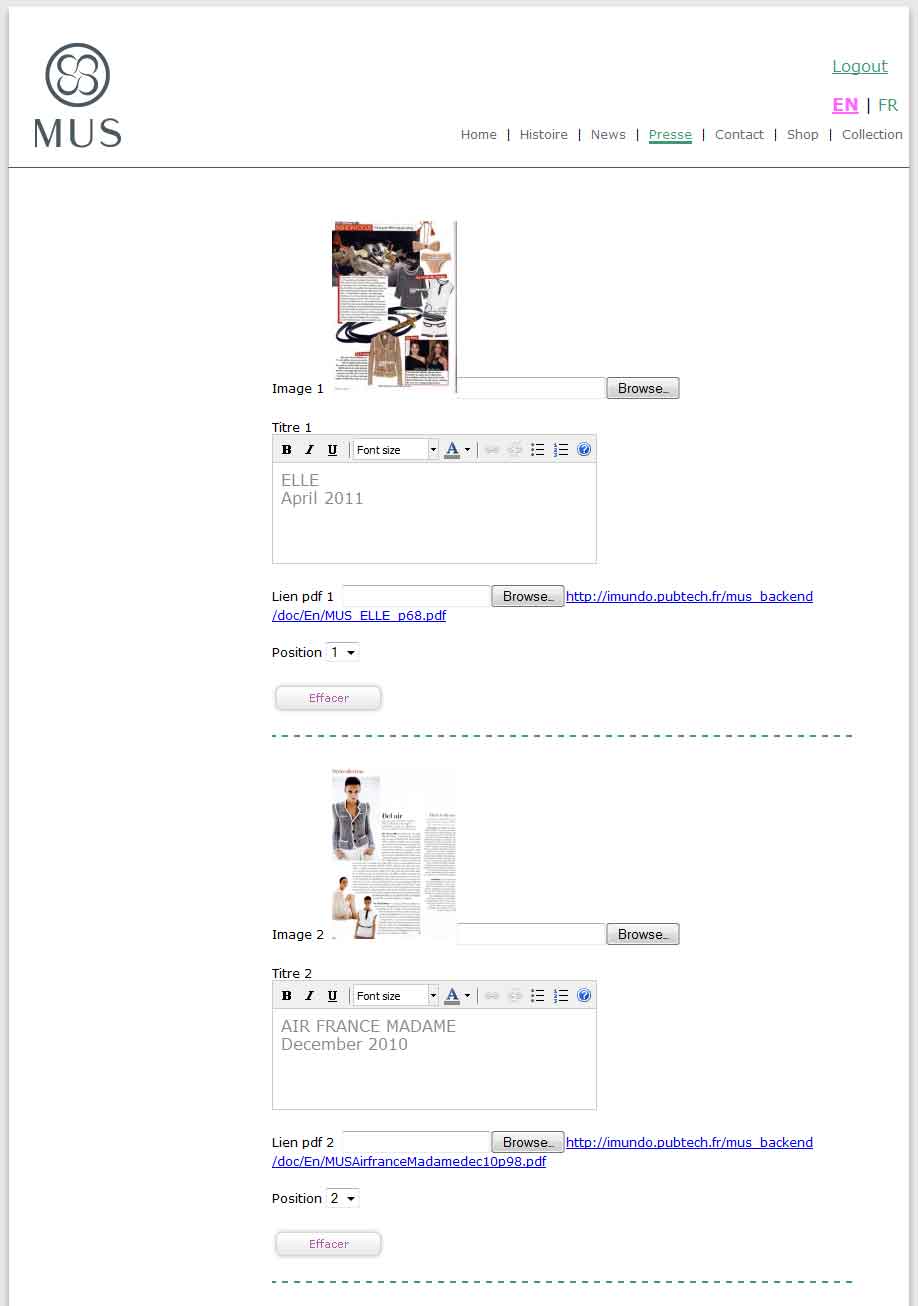 MUS
Logout
EN | FR
Home | Histoire | News | Presse | Contact | Shop | Collection
Image 1 Browse...
Titre 1
B I U Font size A
ELLE
April 2011
Lien pdf 1 Browse... http://imundo.pubtech.fr/mus_backend
/doc/En/MUS_ELLE_p68.pdf
Position 1
Effacer
Bel air
Image 2 Browse...
Titre 2
B I U Font size A
AIR FRANCE MADAME
December 2010
Lien pdf 2 Browse... http://imundo.pubtech.fr/mus_backend
/doc/En/MUSAirfranceMadamedec10p98.pdf
Position 2
Effacer